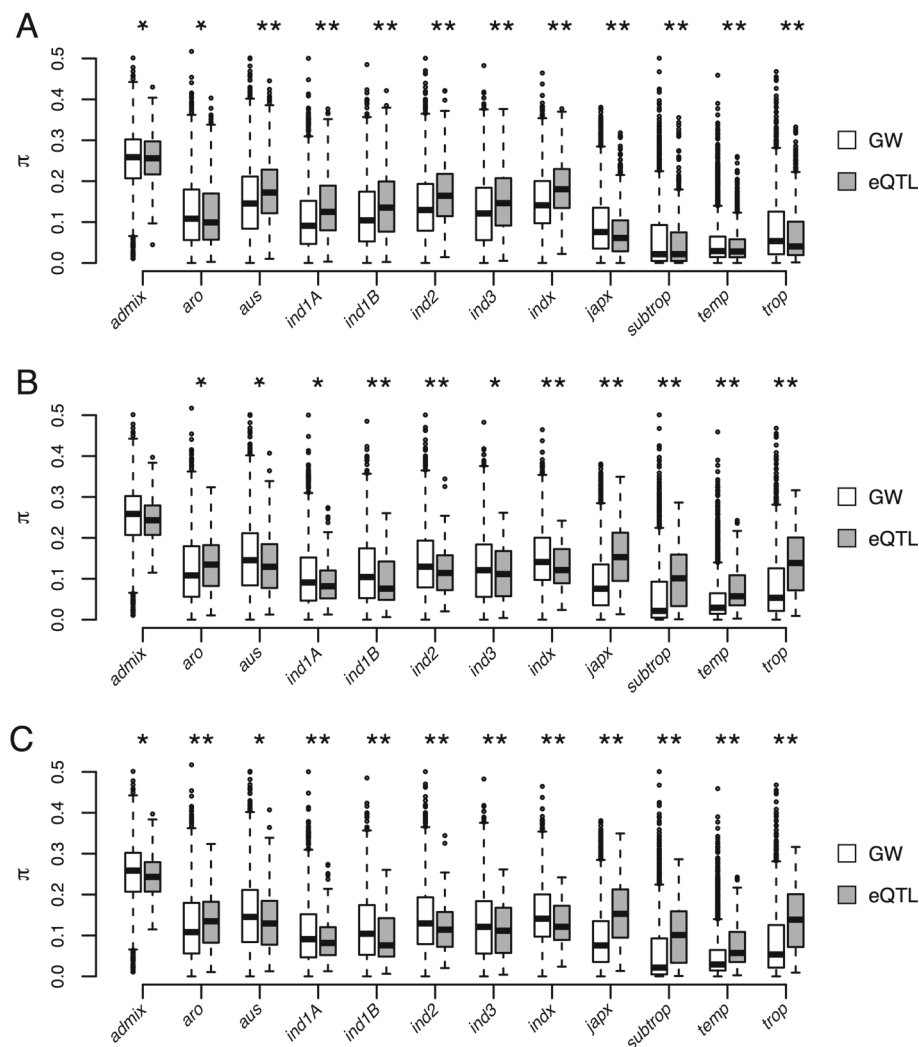 A * * ** ** ** ** ** ** ** ** ** **
0.5
0.4
0.3
0.2
0.1
0.0
π
GW
eQTL
admix aro aus ind1A ind1B ind2 ind3 indx japx subtrop temp trop
B * * * ** ** * ** ** ** ** **
0.5
0.4
0.3
0.2
0.1
0.0
π
GW
eQTL
admix aro aus ind1A ind1B ind2 ind3 indx japx subtrop temp trop
C * ** * ** ** ** ** ** ** ** ** **
0.5
0.4
0.3
0.2
0.1
0.0
π
GW
eQTL
admix aro aus ind1A ind1B ind2 ind3 indx japx subtrop temp trop